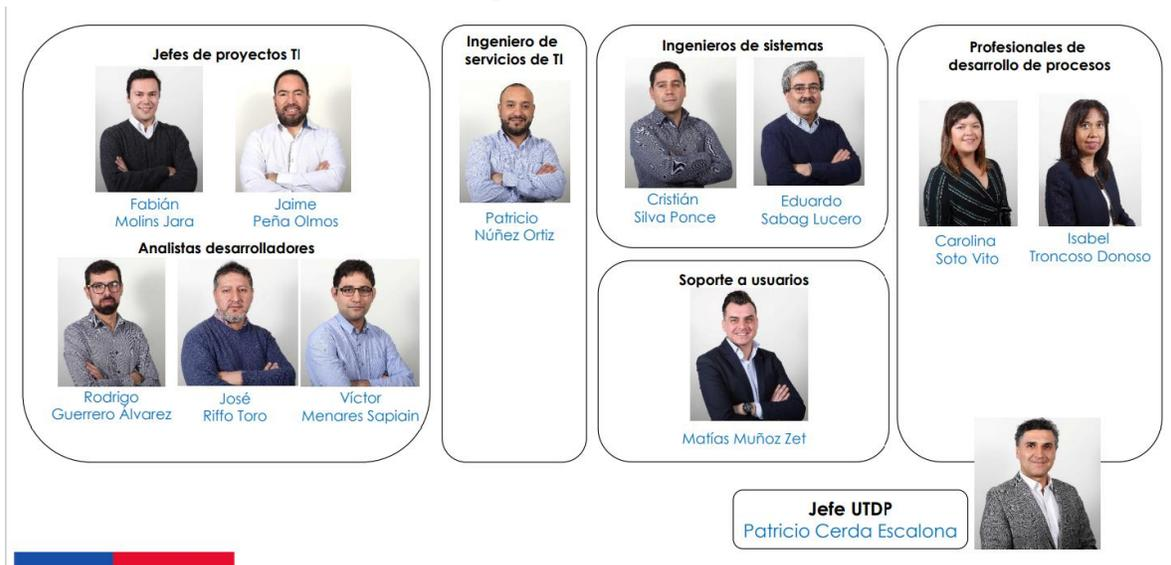 Jefes de proyectos TI
Fabián
Molins Jara
Jaime
Peña Olmos
Analistas desarrolladores
Rodrigo
Guerrero Álvarez
José
Riffo Toro
Víctor
Menares Sapiain
Ingeniero de
servicios de TI
Patricio
Núñez Ortiz
Ingenieros de sistemas
Cristián
Silva Ponce
Eduardo
Sabag Lucero
Soporte a usuarios
Matías Muñoz Zet
Profesionales de
desarrollo de procesos
Carolina
Soto Vito
Isabel
Troncoso Donoso
Jefe UTDP
Patricio Cerda Escalona